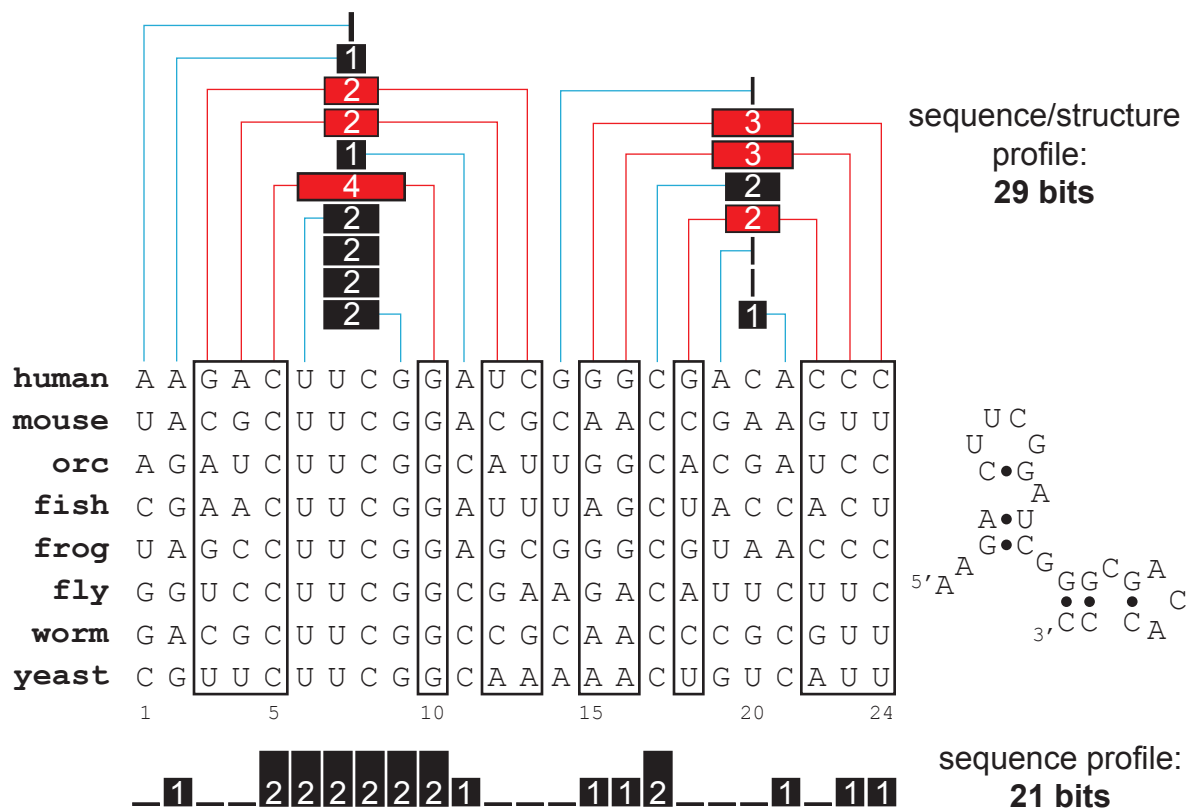 1
2
2
1
4
2
2
2
2
3
3
2
2
1
sequence/structure
profile:
29 bits
human A A G A C U U C G G A U C G G G C G A C A C C C
mouse U A C G C U U C G G A C G C A A C C G A A G U U
orc A G A U C U U C G G C A U U G G C A C G A U C C
fish C G A A C U U C G G A U U U A G C U A C C A C U
frog U A G C C U U C G G A G C G G G C G U A A C C C
fly G G U C C U U C G G C G A A G A C A U U C U U C
worm G A C G C U U C G G C C G C A A C C C G C G U U
yeast C G U U C U U C G G C A A A A A C U G U C A U U
1 5 10 15 20 24
5' A A G A C U U C G G A U C G G G C G A C A C C C 3'
_ 1 _ _ 2 2 2 2 2 2 1 _ _ _ 1 1 2 _ _ _ 1 _ 1 1
sequence profile:
21 bits